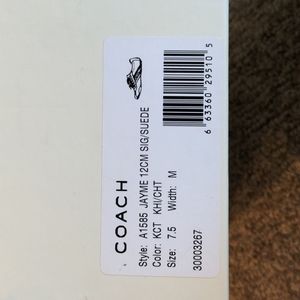 COACH
Style: A1585 JAYME 12CM SIG/SUEDE
Color: KCT KHI/CHT
Size: 7.5 Width: M
30003267
6 63360 29510 5